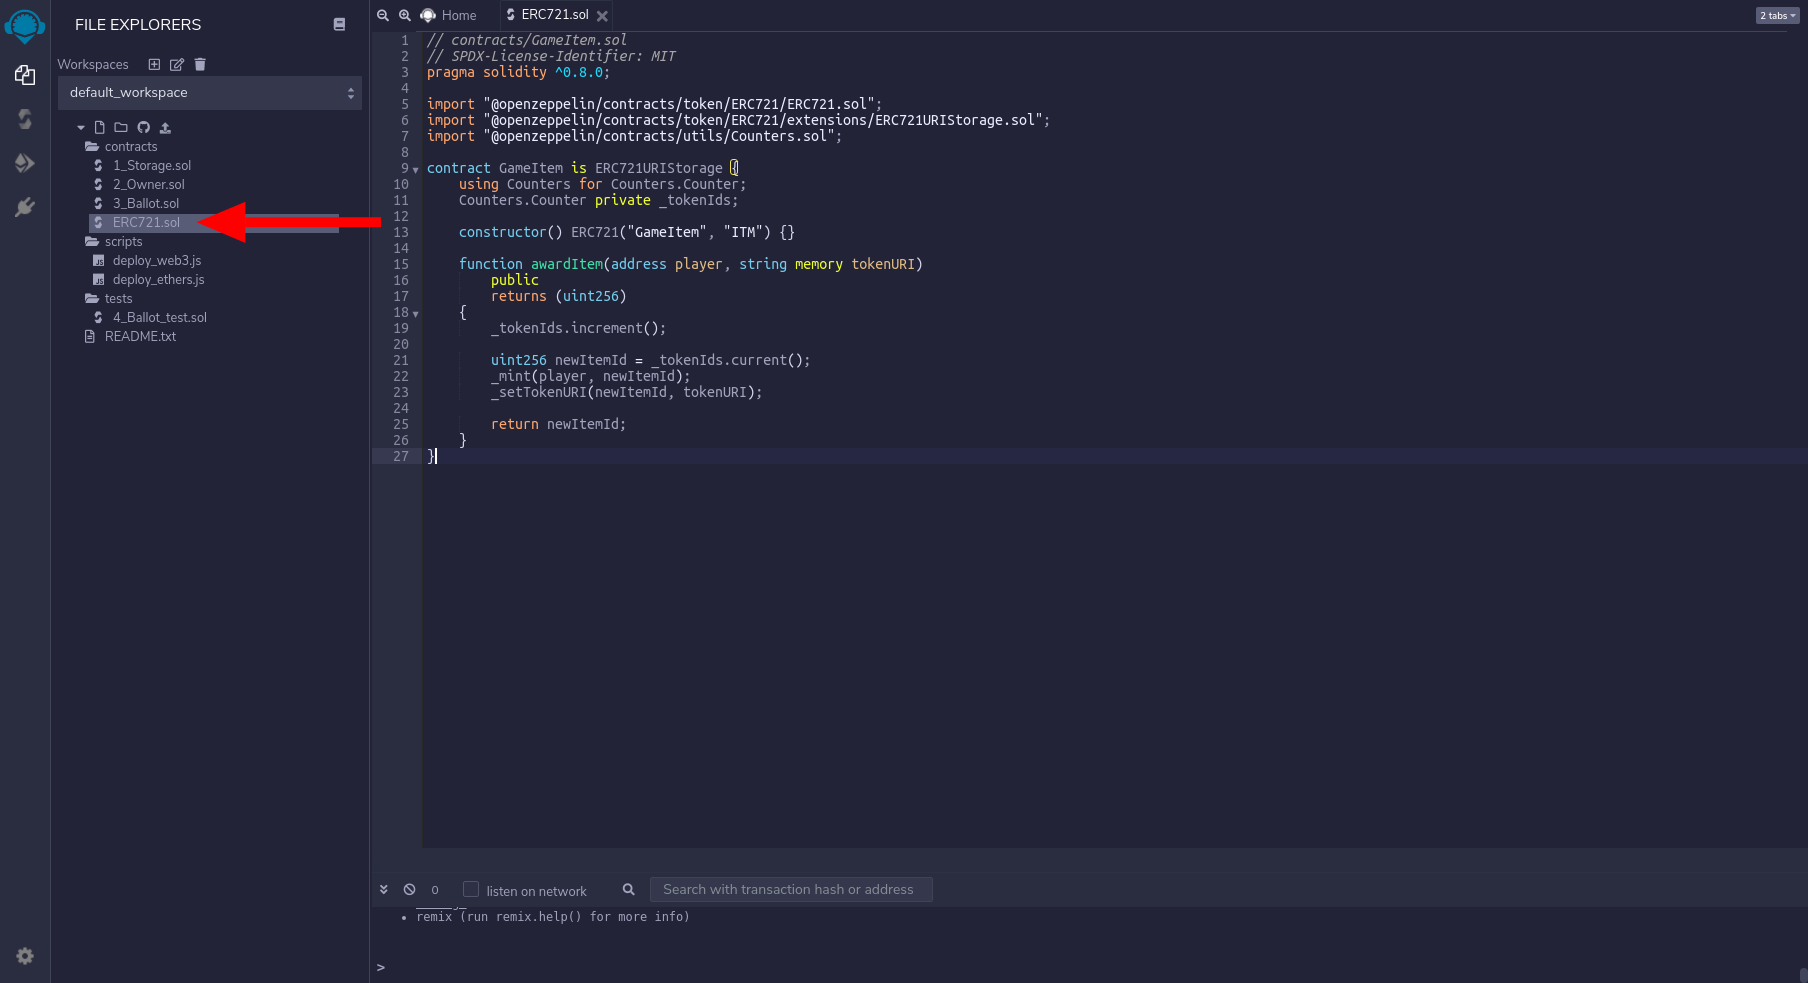 FILE EXPLORERS
Workspaces
default_workspace
contracts
1_Storage.sol
2_Owner.sol
3_Ballot.sol
ERC721.sol
scripts
deploy_web3.js
deploy_ethers.js
tests
4_Ballot_test.sol
README.txt
Home
ERC721.sol
2 tabs
1 // contracts/GameItem.sol
2 // SPDX-License-Identifier: MIT
3 pragma solidity ^0.8.0;
4
5 import "@openzeppelin/contracts/token/ERC721/ERC721.sol";
6 import "@openzeppelin/contracts/token/ERC721/extensions/ERC721URIStorage.sol";
7 import "@openzeppelin/contracts/utils/Counters.sol";
8
9 contract GameItem is ERC721URIStorage {
10     using Counters for Counters.Counter;
11     Counters.Counter private _tokenIds;
12
13     constructor() ERC721("GameItem", "ITM") {}
14
15     function awardItem(address player, string memory tokenURI)
16         public
17         returns (uint256)
18     {
19         _tokenIds.increment();
20
21         uint256 newItemId = _tokenIds.current();
22         _mint(player, newItemId);
23         _setTokenURI(newItemId, tokenURI);
24
25         return newItemId;
26     }
27 }
0
listen on network
Search with transaction hash or address
• remix (run remix.help() for more info)
>